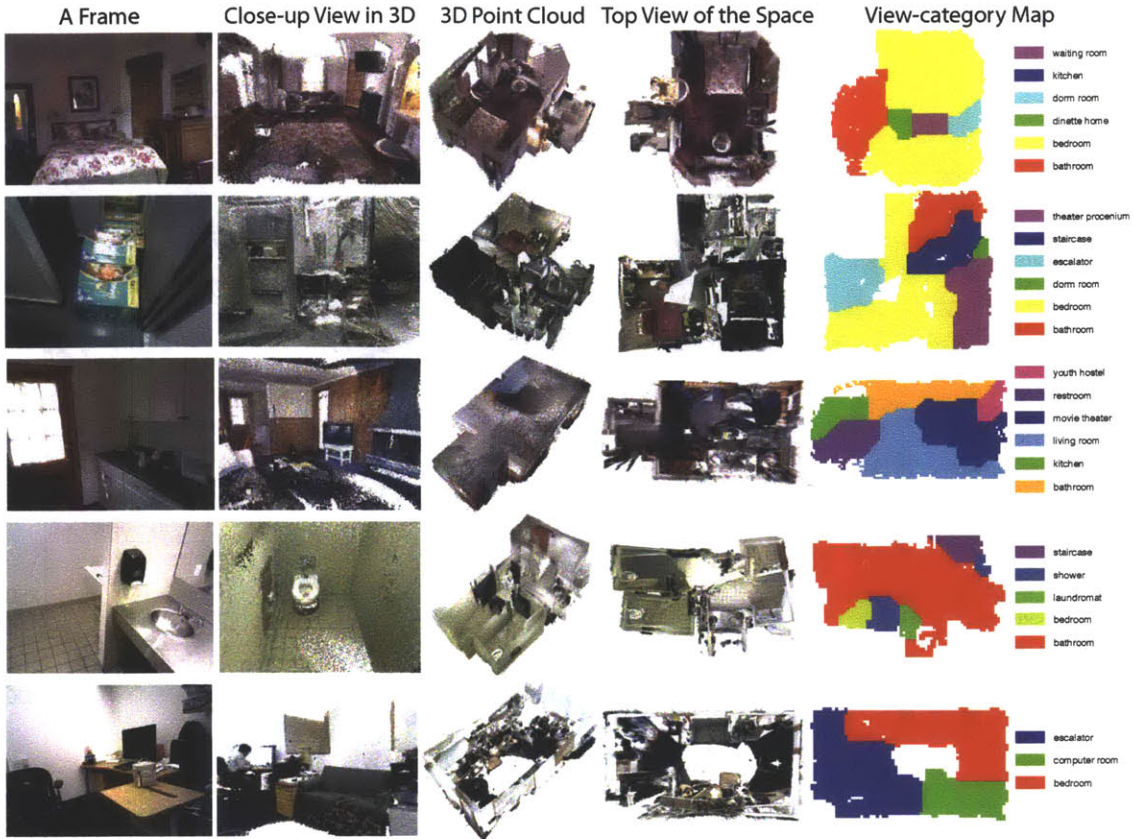 A Frame
Close-up View in 3D
3D Point Cloud
Top View of the Space
View-category Map
waiting room
kitchen
dorm room
dinette home
bedroom
bathroom
theater procenium
staircase
escalator
dorm room
bedroom
bathroom
youth hostel
restroom
movie theater
living room
kitchen
bathroom
staircase
shower
laundromat
bedroom
bathroom
escalator
computer room
bedroom